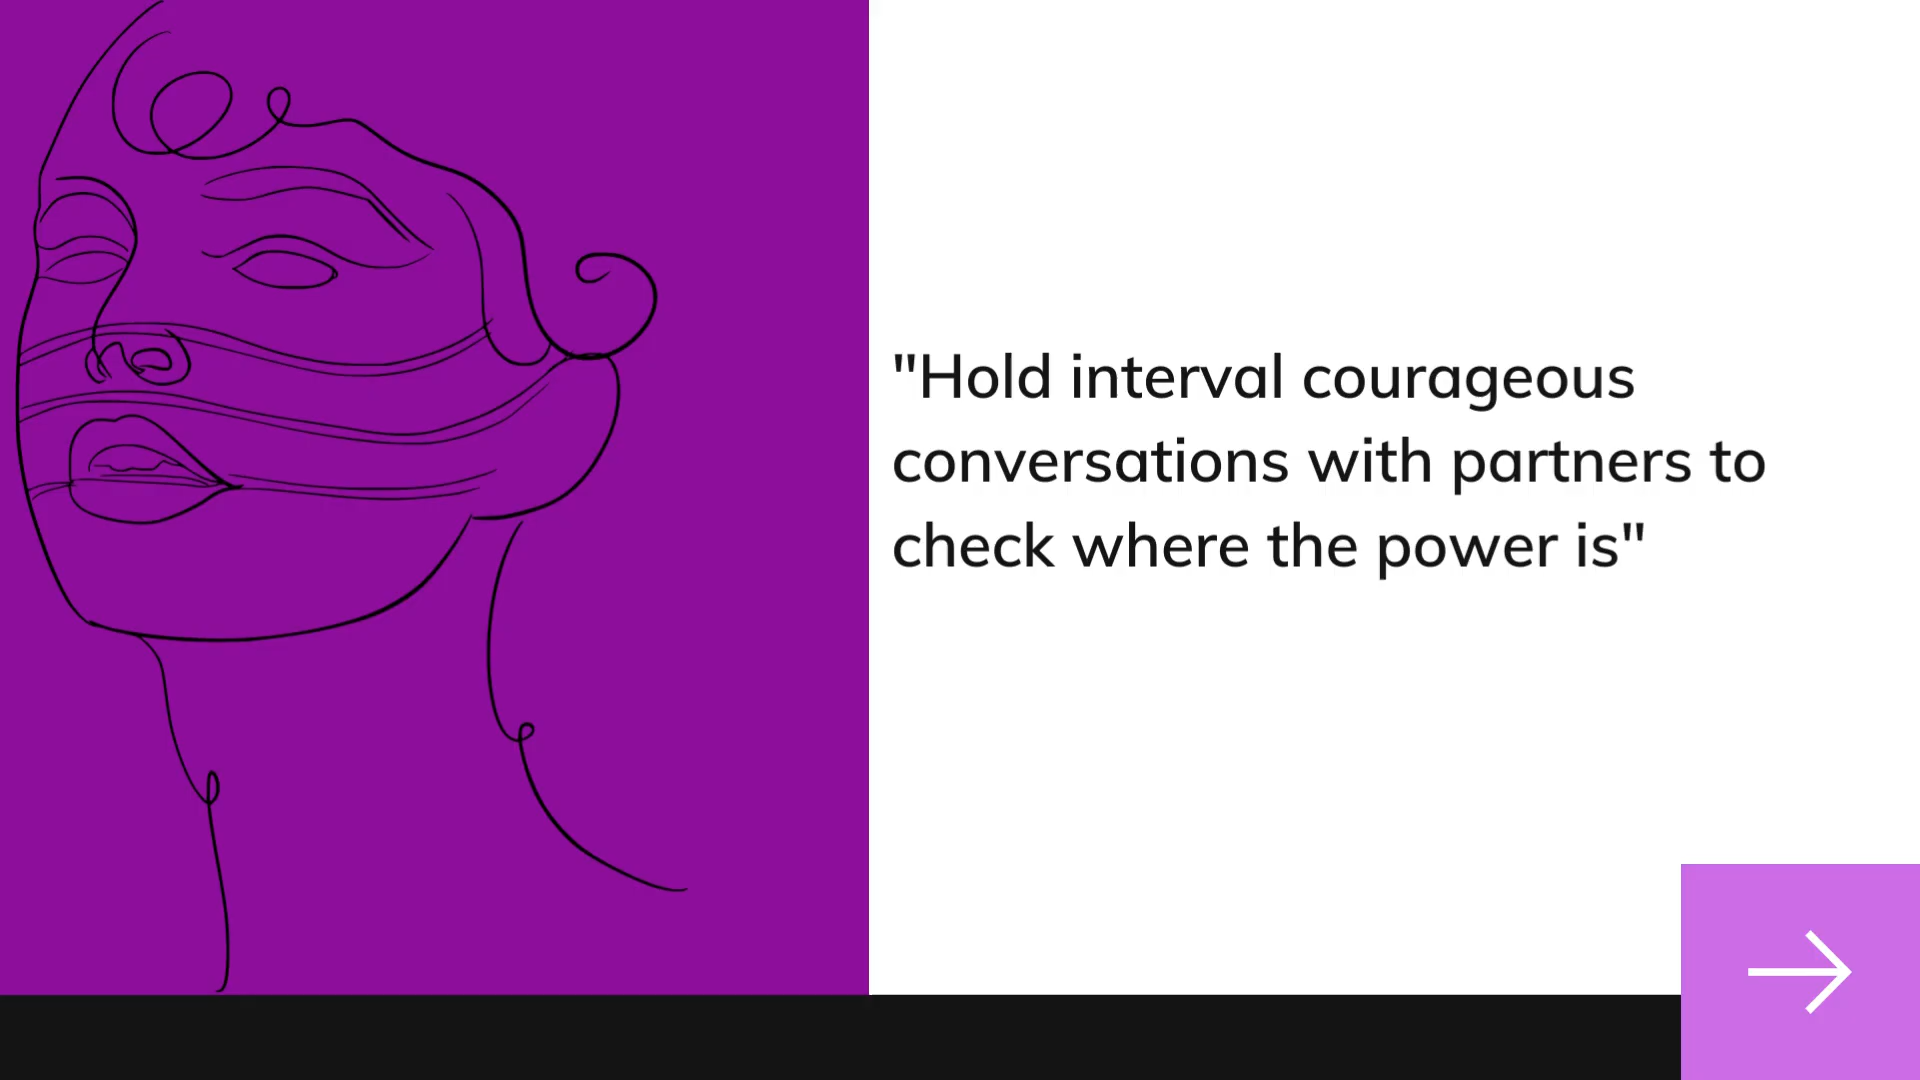 "Hold interval courageous
conversations with partners to
check where the power is"